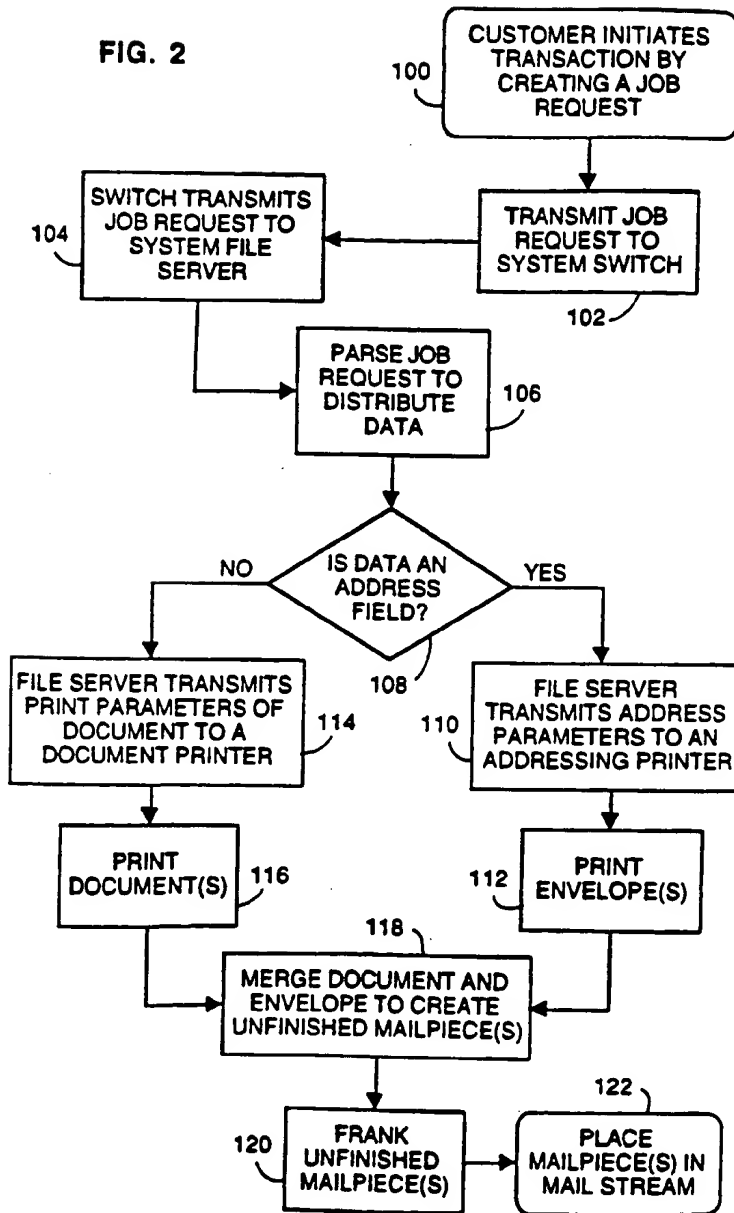 FIG. 2
CUSTOMER INITIATES
TRANSACTION BY
CREATING A JOB
REQUEST
100
TRANSMIT JOB
REQUEST TO
SYSTEM SWITCH
102
SWITCH TRANSMITS
JOB REQUEST TO
SYSTEM FILE
SERVER
104
PARSE JOB
REQUEST TO
DISTRIBUTE
DATA
106
IS DATA AN
ADDRESS
FIELD?
108
NO
YES
FILE SERVER TRANSMITS
PRINT PARAMETERS OF
DOCUMENT TO A
DOCUMENT PRINTER
114
FILE SERVER
TRANSMITS ADDRESS
PARAMETERS TO AN
ADDRESSING PRINTER
110
PRINT
DOCUMENT(S)
116
PRINT
ENVELOPE(S)
112
118
MERGE DOCUMENT AND
ENVELOPE TO CREATE
UNFINISHED MAILPIECE(S)
FRANK
UNFINISHED
MAILPIECE(S)
120
122
PLACE
MAILPIECE(S) IN
MAIL STREAM